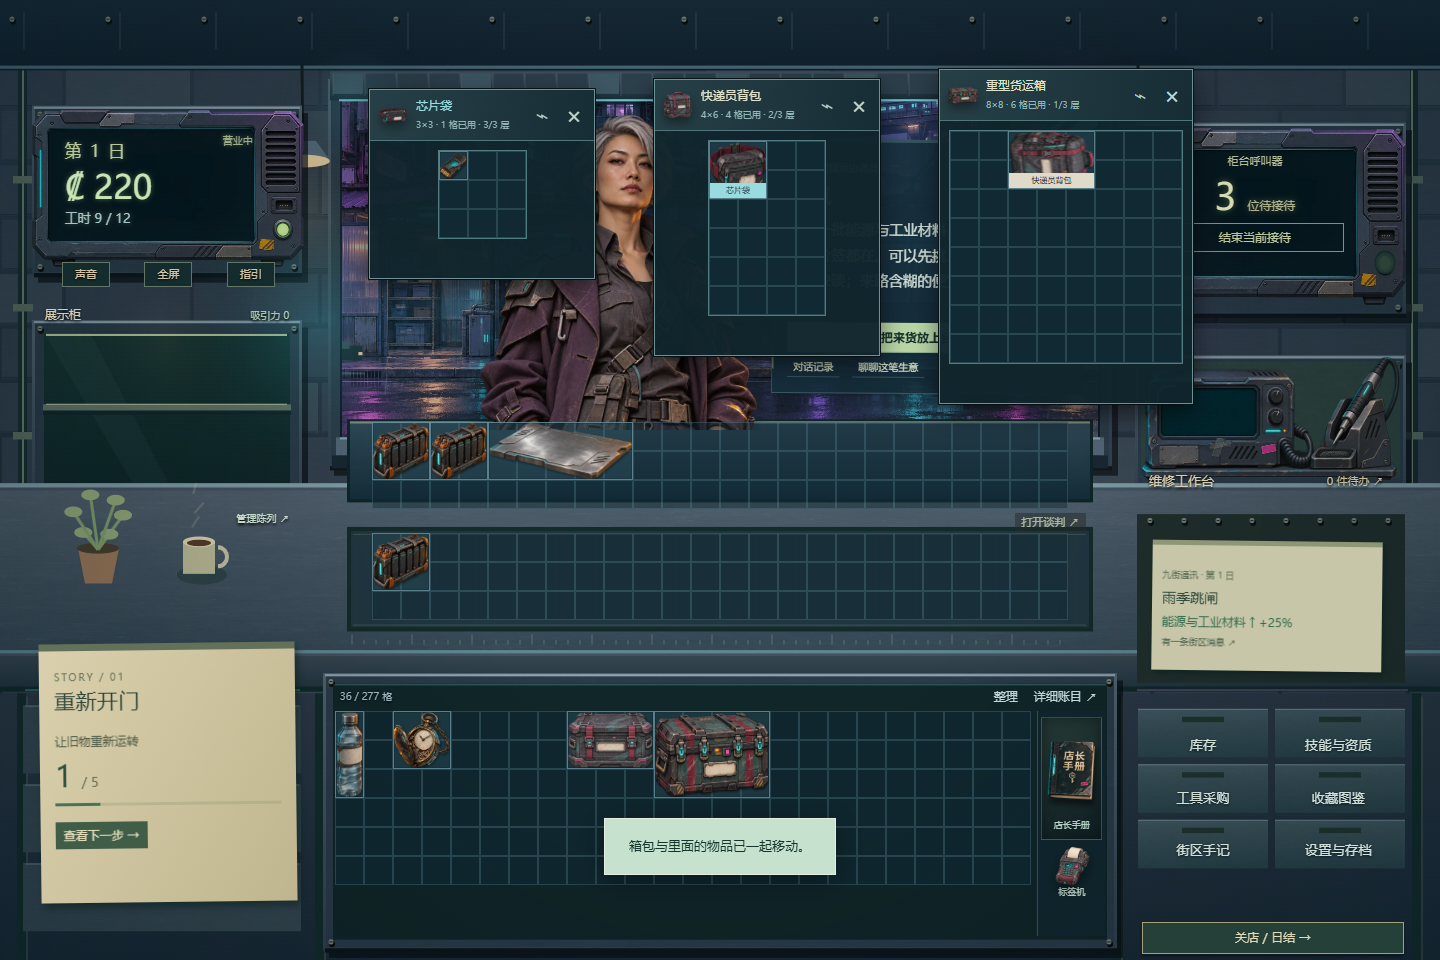 第 1 日
营业中
₡ 220
工时 9 / 12
声音
全屏
指引
展示柜
吸引力 0
芯片袋
3×3 · 1 格已用 · 3/3 层
快递员背包
4×6 · 4 格已用 · 2/3 层
芯片袋
重型货运箱
8×8 · 6 格已用 · 1/3 层
快递员背包
与工业材料
可以先
格含糊的
把来货放上
对话记录
聊聊这笔生意
柜台呼叫器
3 位待接待
结束当前接待
维修工作台
0 件待办 ↗
管理陈列 ↗
打开谈判 ↗
九街通讯 · 第 1 日
雨季跳闸
能源与工业材料 ↑ +25%
有一条街区消息 ↗
STORY / 01
重新开门
让旧物重新运转
1 / 5
查看下一步 →
36 / 277 格
整理
详细账目 ↗
店长手册
店长手册
标签机
箱包与里面的物品已一起移动。
库存
技能与资质
工具采购
收藏图鉴
街区手记
设置与存档
关店 / 日结 →